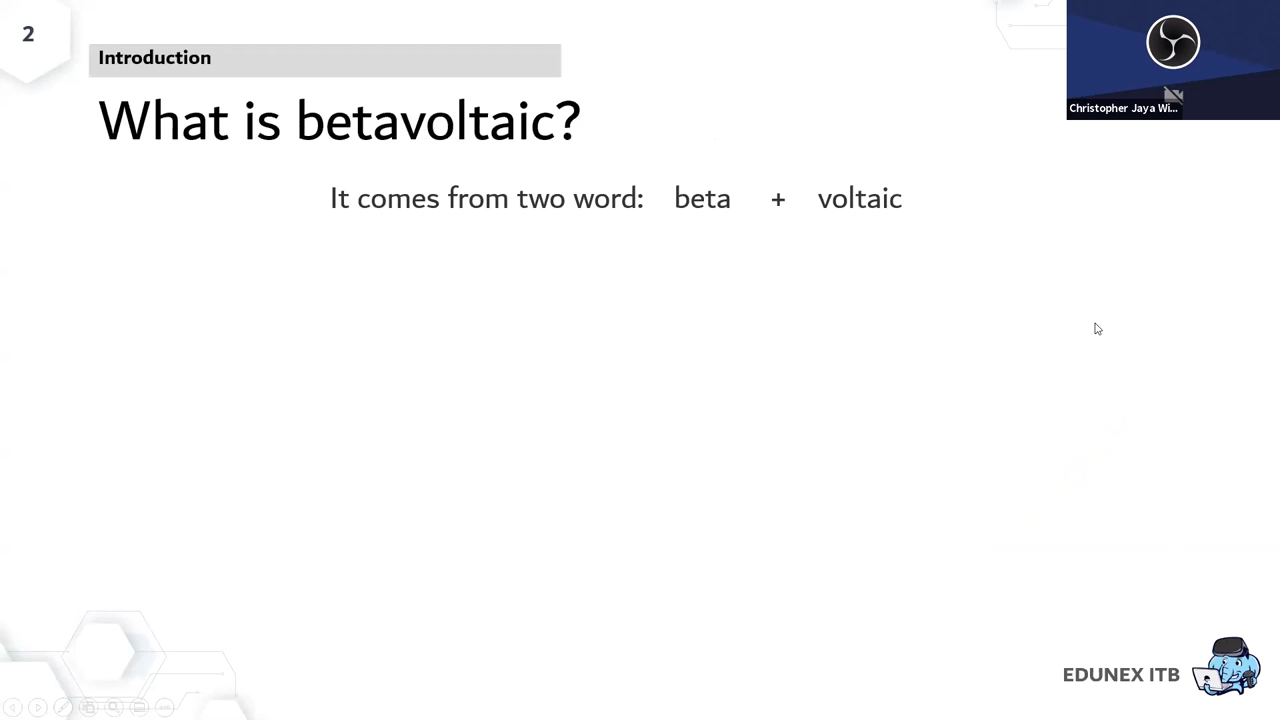 2
Introduction
What is betavoltaic?
It comes from two word: beta + voltaic
Christopher Jaya Wi...
EDUNEX ITB